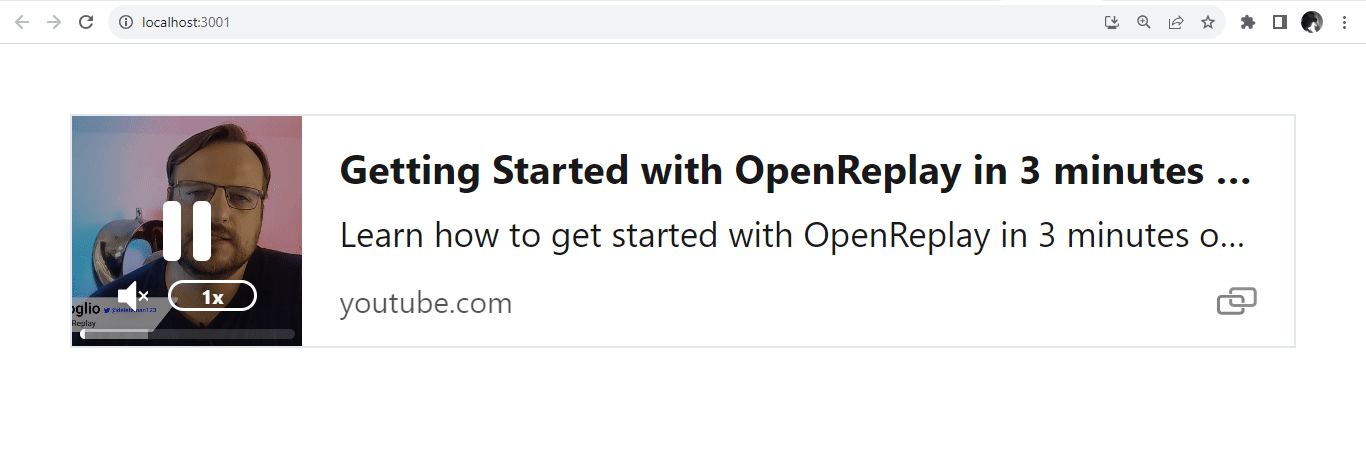 localhost:3001
Getting Started with OpenReplay in 3 minutes ...
Learn how to get started with OpenReplay in 3 minutes o...
youtube.com
1x
oglio @deleteman123
Replay